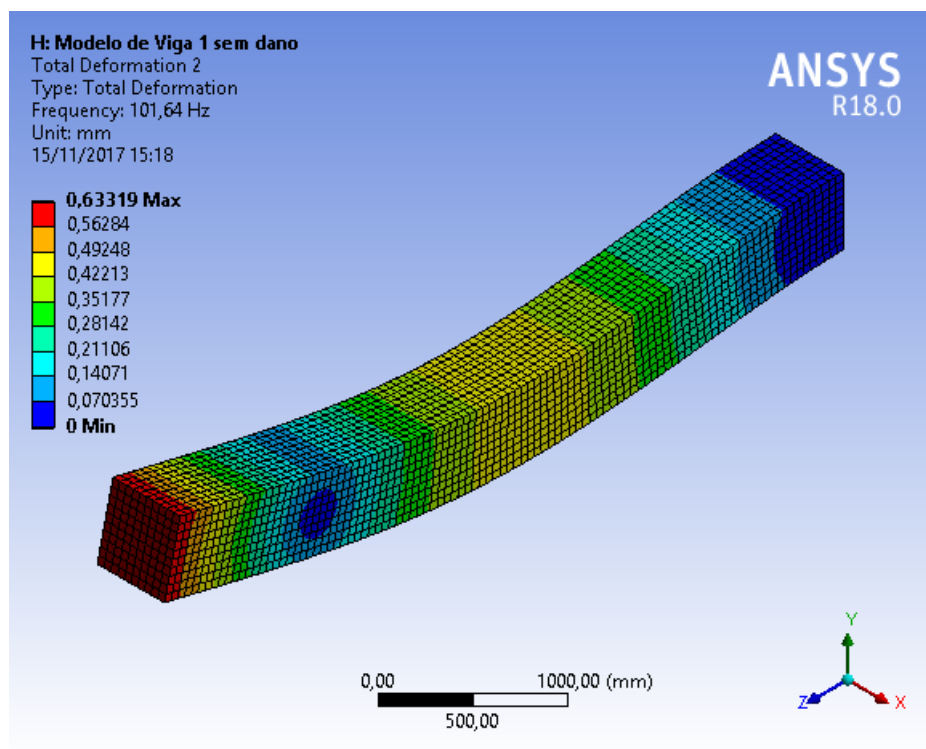 H: Modelo de Viga 1 sem dano
Total Deformation 2
Type: Total Deformation
Frequency: 101,64 Hz
Unit: mm
15/11/2017 15:18
ANSYS
R18.0
0,63319 Max
0,56284
0,49248
0,42213
0,35177
0,28142
0,21106
0,14071
0,070355
0 Min
0,00
1000,00 (mm)
500,00
Y
Z
X